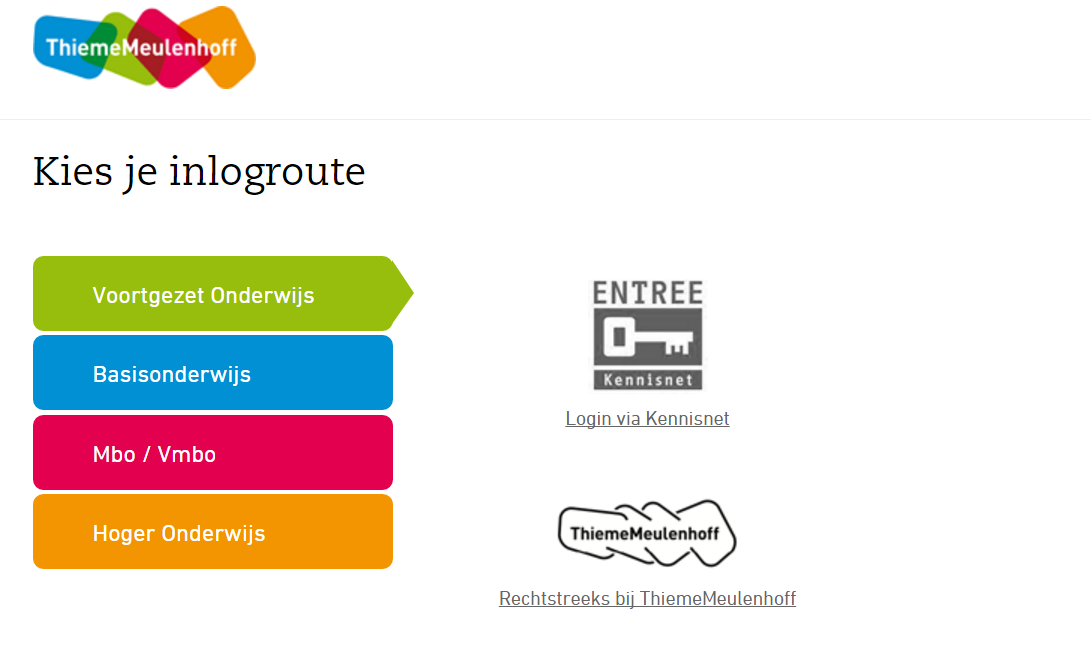 ThiemeMeulenhoff
Kies je inlogroute
Voortgezet Onderwijs
Basisonderwijs
Mbo / Vmbo
Hoger Onderwijs
ENTREE
Kennisnet
Login via Kennisnet
ThiemeMeulenhoff
Rechtstreeks bij ThiemeMeulenhoff